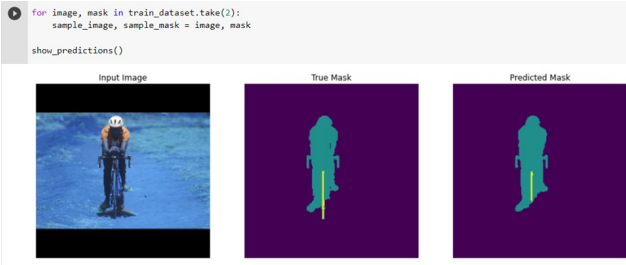 for image, mask in train_dataset.take(2):
    sample_image, sample_mask = image, mask
show_predictions()
Input Image
True Mask
Predicted Mask